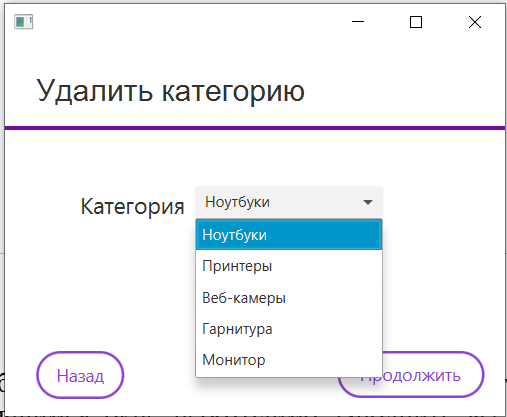 Удалить категорию
Категория
Ноутбуки
Ноутбуки
Принтеры
Веб-камеры
Гарнитура
Монитор
Назад
Продолжить